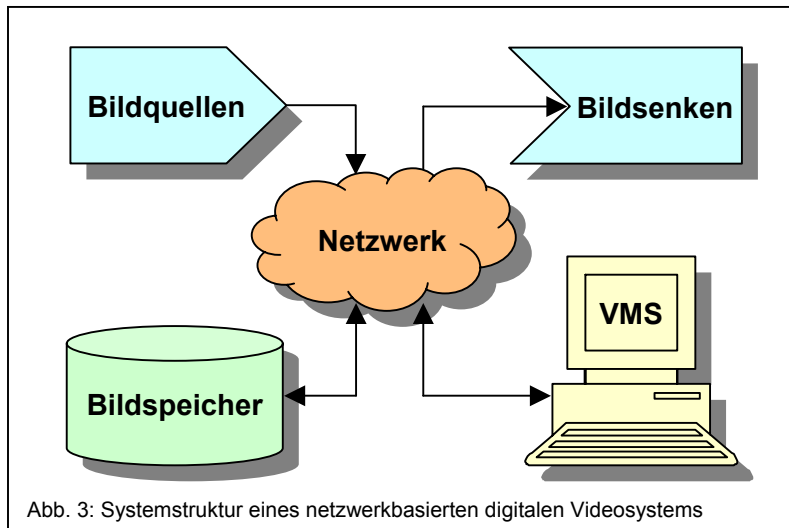 Bildquellen
Bildsenken
Netzwerk
VMS
Bildspeicher
Abb. 3: Systemstruktur eines netzwerkbasierten digitalen Videosystems